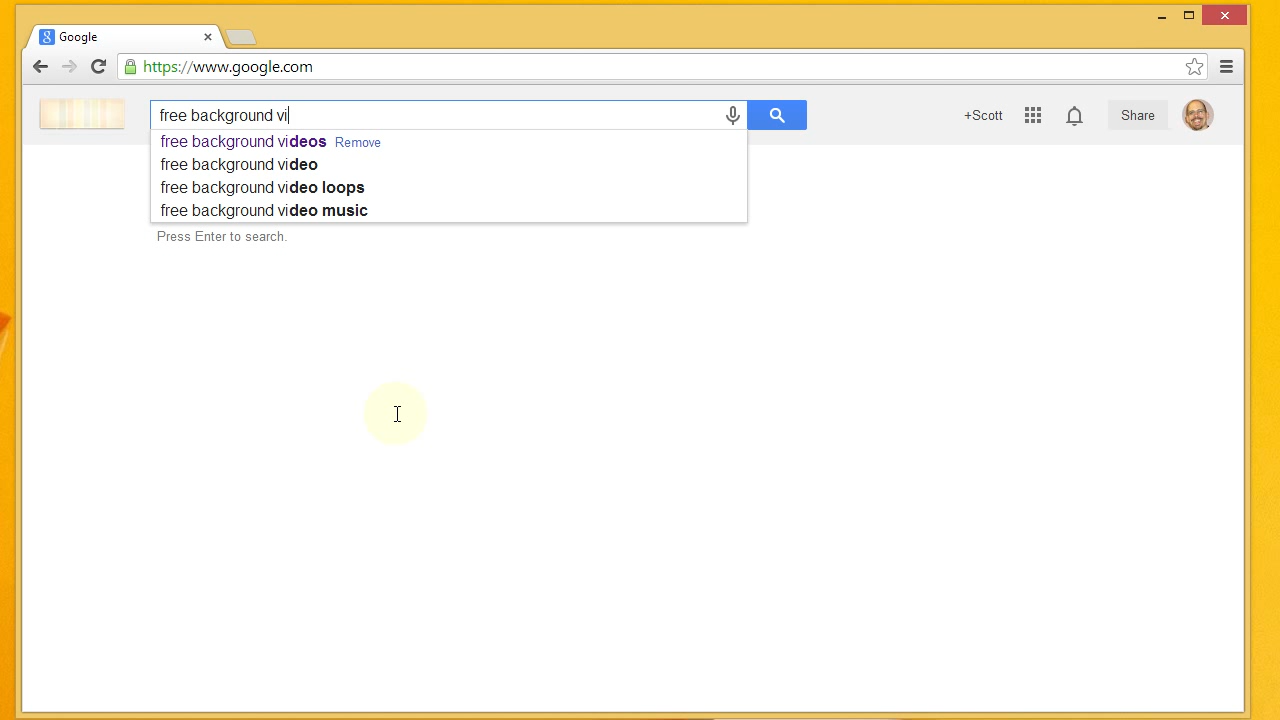 Google
https://www.google.com
free background vi
+Scott
Share
free background videos Remove
free background video
free background video loops
free background video music
Press Enter to search.